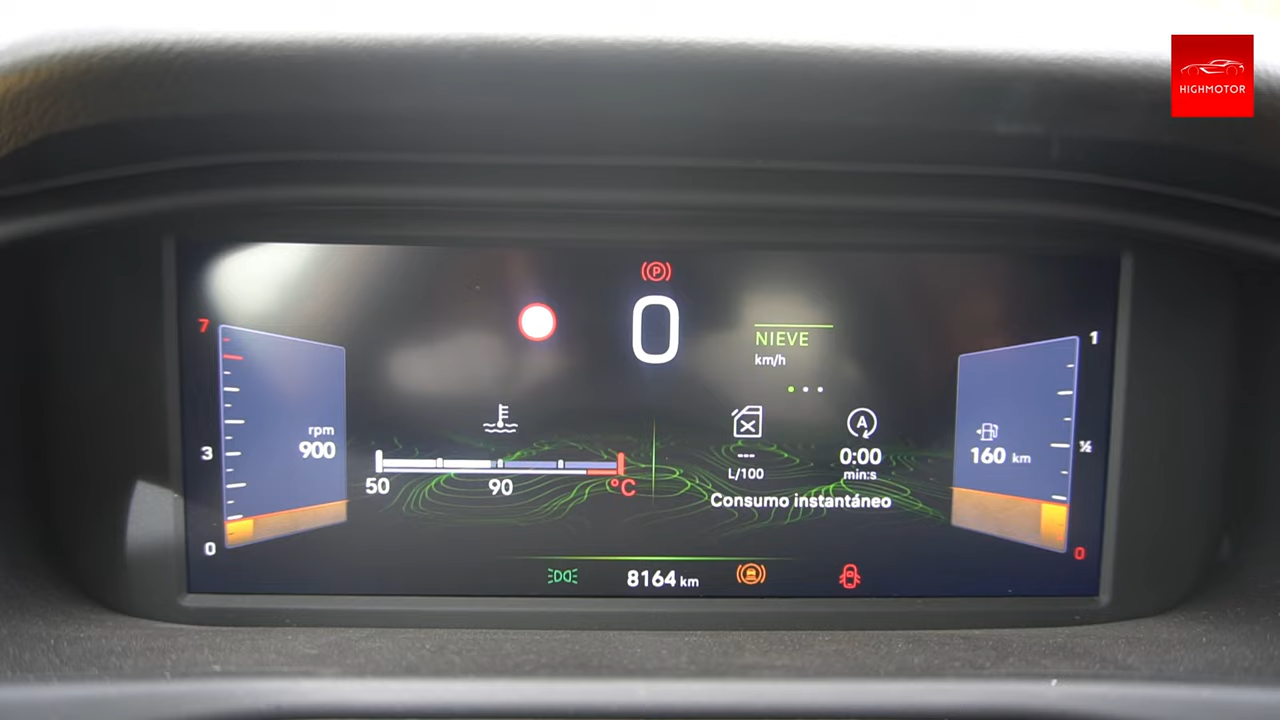 HIGHMOTOR
P
0
7
1
NIEVE
km/h
rpm
900
3
160 km
½
A
---
L/100
0:00
min:s
50
90
°C
Consumo instantáneo
0
0
8164 km